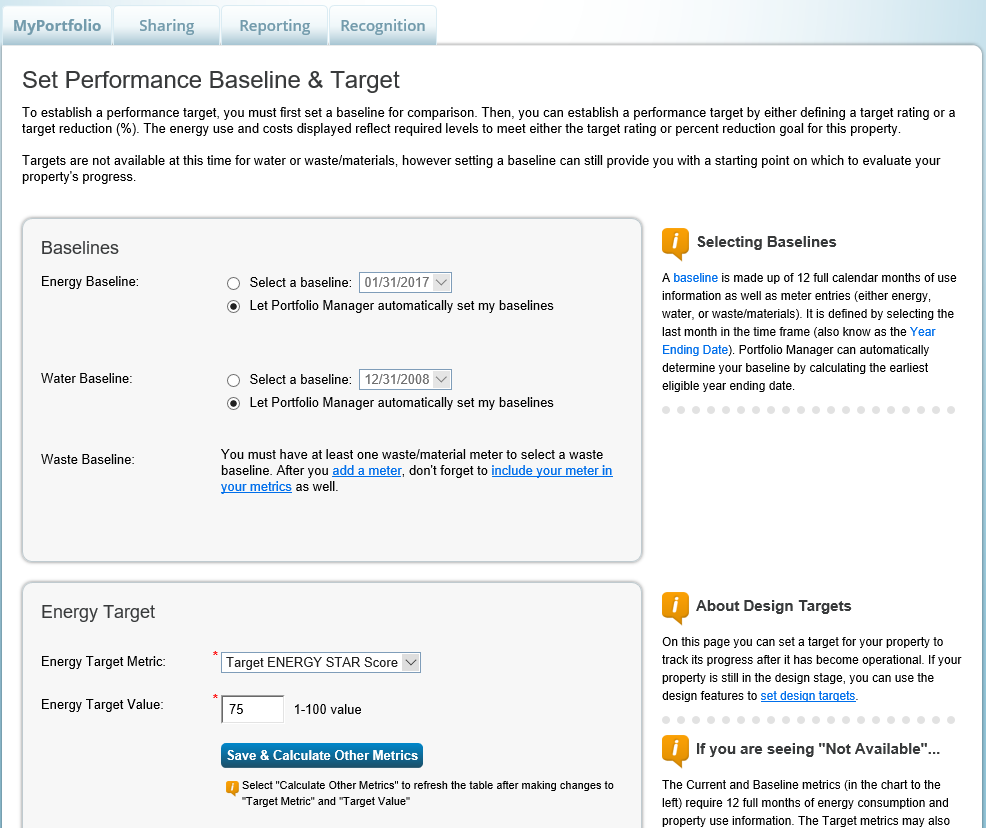 MyPortfolio
Sharing
Reporting
Recognition
Set Performance Baseline & Target
To establish a performance target, you must first set a baseline for comparison. Then, you can establish a performance target by either defining a target rating or a
target reduction (%). The energy use and costs displayed reflect required levels to meet either the target rating or percent reduction goal for this property.
Targets are not available at this time for water or waste/materials, however setting a baseline can still provide you with a starting point on which to evaluate your
property's progress.
Baselines
Energy Baseline:
Select a baseline: 01/31/2017
Let Portfolio Manager automatically set my baselines
Water Baseline:
Select a baseline: 12/31/2008
Let Portfolio Manager automatically set my baselines
Waste Baseline:
You must have at least one waste/material meter to select a waste
baseline. After you add a meter, don't forget to include your meter in
your metrics as well.
Selecting Baselines
A baseline is made up of 12 full calendar months of use
information as well as meter entries (either energy,
water, or waste/materials). It is defined by selecting the
last month in the time frame (also know as the Year
Ending Date). Portfolio Manager can automatically
determine your baseline by calculating the earliest
eligible year ending date.
Energy Target
Energy Target Metric:
* Target ENERGY STAR Score
Energy Target Value:
* 75 1-100 value
Save & Calculate Other Metrics
Select "Calculate Other Metrics" to refresh the table after making changes to
"Target Metric" and "Target Value"
About Design Targets
On this page you can set a target for your property to
track its progress after it has become operational. If your
property is still in the design stage, you can use the
design features to set design targets.
If you are seeing "Not Available"...
The Current and Baseline metrics (in the chart to the
left) require 12 full months of energy consumption and
property use information. The Target metrics may also